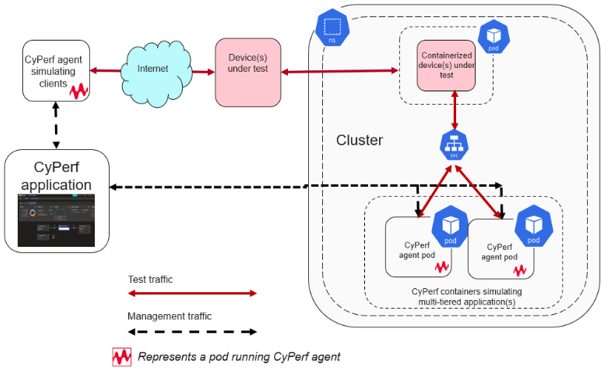 CyPerf agent
simulating
clients
Internet
Device(s)
under test
ns
Containerized
device(s) under
test
pod
Cluster
svc
CyPerf
application
pod
pod
CyPerf
agent pod
CyPerf
agent pod
CyPerf containers simulating
multi-tiered application(s)
Test traffic
Management traffic
Represents a pod running CyPerf agent